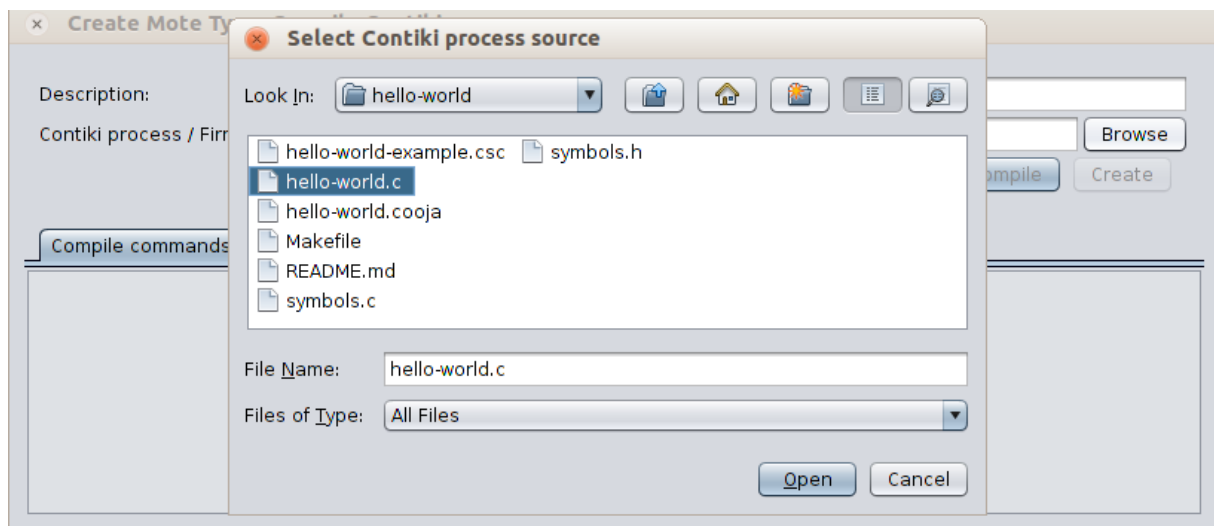 Create Mote Ty
Select Contiki process source
Description:
Look In: hello-world
Contiki process / Firr
Browse
hello-world-example.csc symbols.h
hello-world.c
ompile Create
hello-world.cooja
Makefile
Compile commands
README.md
symbols.c
File Name: hello-world.c
Files of Type: All Files
Open Cancel